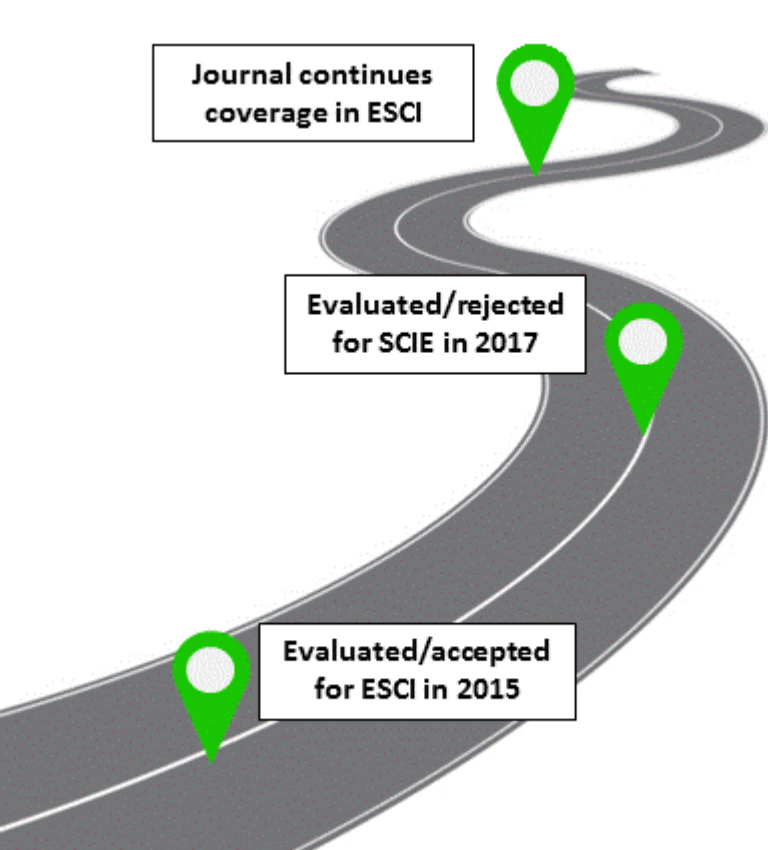 Journal continues
coverage in ESCI
Evaluated/rejected
for SCIE in 2017
Evaluated/accepted
for ESCI in 2015